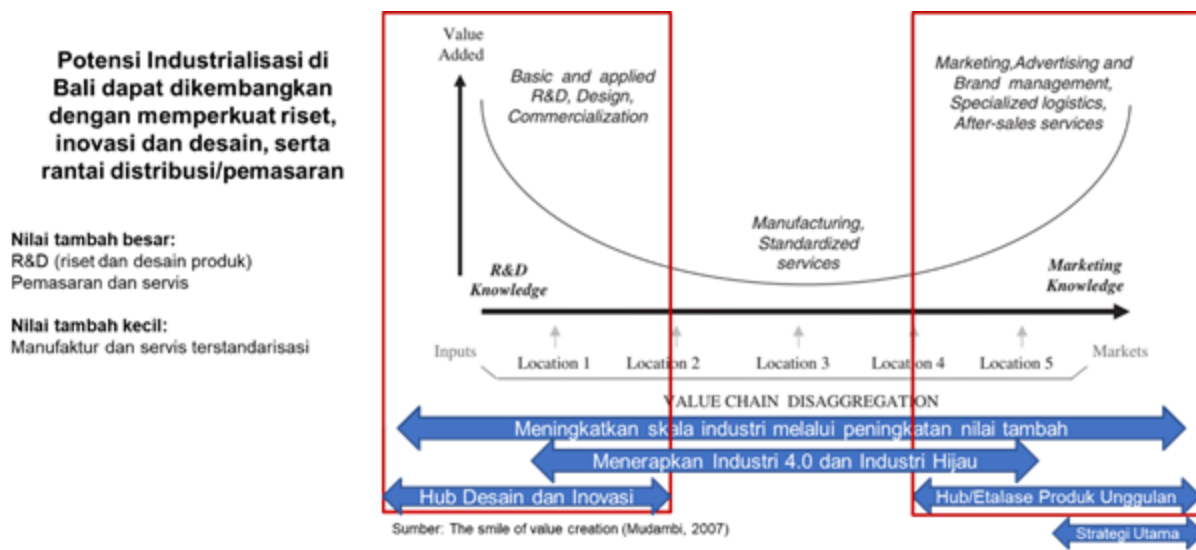 Potensi Industrialisasi di
Bali dapat dikembangkan
dengan memperkuat riset,
inovasi dan desain, serta
rantai distribusi/pemasaran
Nilai tambah besar:
R&D (riset dan desain produk)
Pemasaran dan servis
Nilai tambah kecil:
Manufaktur dan servis terstandarisasi
Value
Added
Basic and applied
R&D, Design,
Commercialization
Marketing,Advertising and
Brand management,
Specialized logistics,
After-sales services
Manufacturing,
Standardized
services
R&D
Knowledge
Marketing
Knowledge
Inputs
Location 1
Location 2
Location 3
Location 4
Location 5
Markets
VALUE CHAIN DISAGGREGATION
Meningkatkan skala industri melalui peningkatan nilai tambah
Menerapkan Industri 4.0 dan Industri Hijau
Hub Desain dan Inovasi
Hub/Etalase Produk Unggulan
Sumber: The smile of value creation (Mudambi, 2007)
Strategi Utama